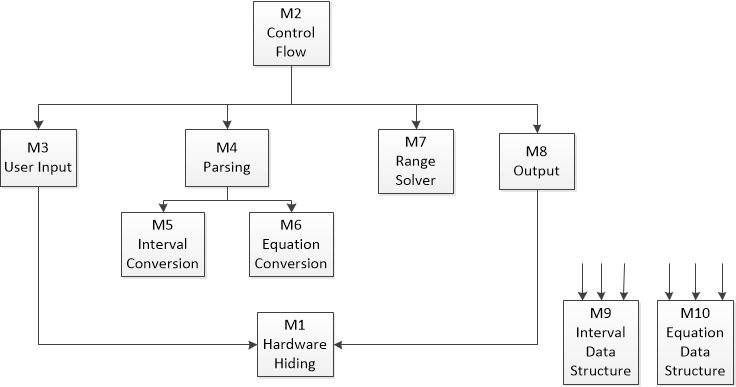 M2
Control
Flow
M3
User Input
M4
Parsing
M7
Range
Solver
M8
Output
M5
Interval
Conversion
M6
Equation
Conversion
M1
Hardware
Hiding
M9
Interval
Data
Structure
M10
Equation
Data
Structure